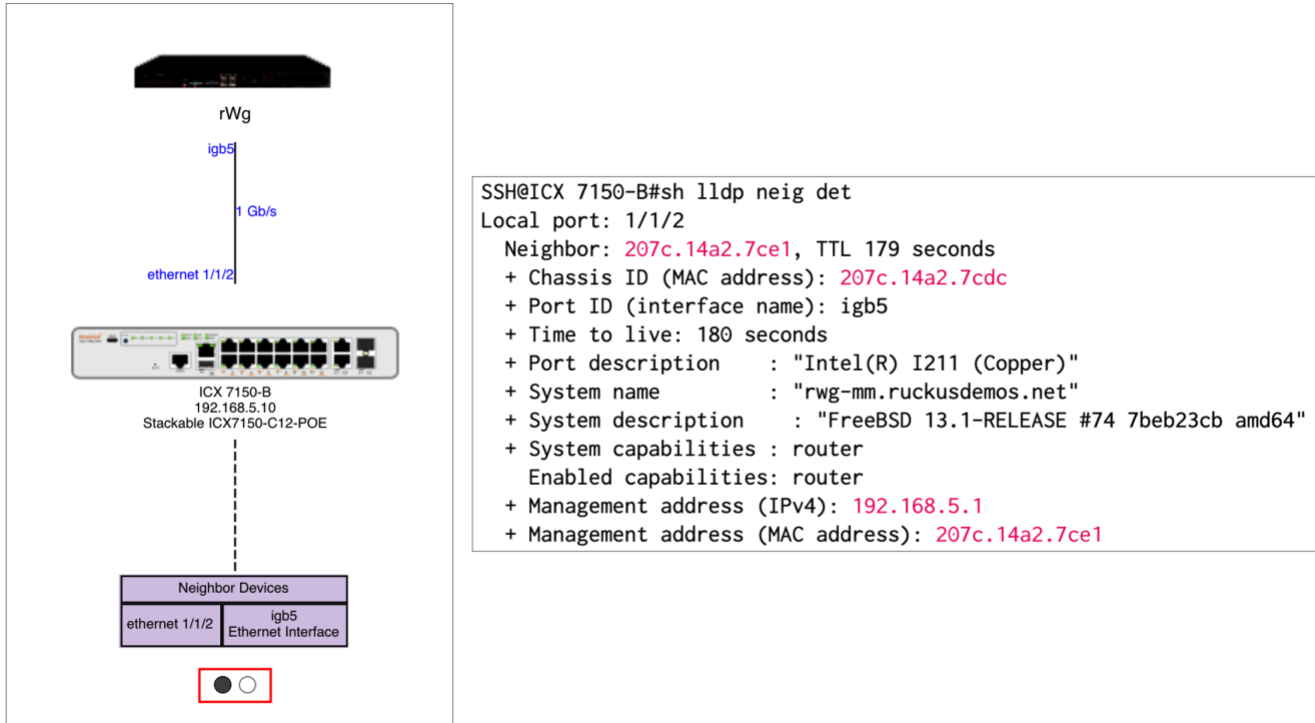 rWg
igb5
1 Gb/s
ethernet 1/1/2
ICX 7150-B
192.168.5.10
Stackable ICX7150-C12-POE
Neighbor Devices
ethernet 1/1/2
igb5
Ethernet Interface
SSH@ICX 7150-B#sh lldp neig det
Local port: 1/1/2
Neighbor: 207c.14a2.7ce1, TTL 179 seconds
+ Chassis ID (MAC address): 207c.14a2.7cdc
+ Port ID (interface name): igb5
+ Time to live: 180 seconds
+ Port description    : "Intel(R) I211 (Copper)"
+ System name         : "rwg-mm.ruckusdemos.net"
+ System description    : "FreeBSD 13.1-RELEASE #74 7beb23cb amd64"
+ System capabilities : router
Enabled capabilities: router
+ Management address (IPv4): 192.168.5.1
+ Management address (MAC address): 207c.14a2.7ce1